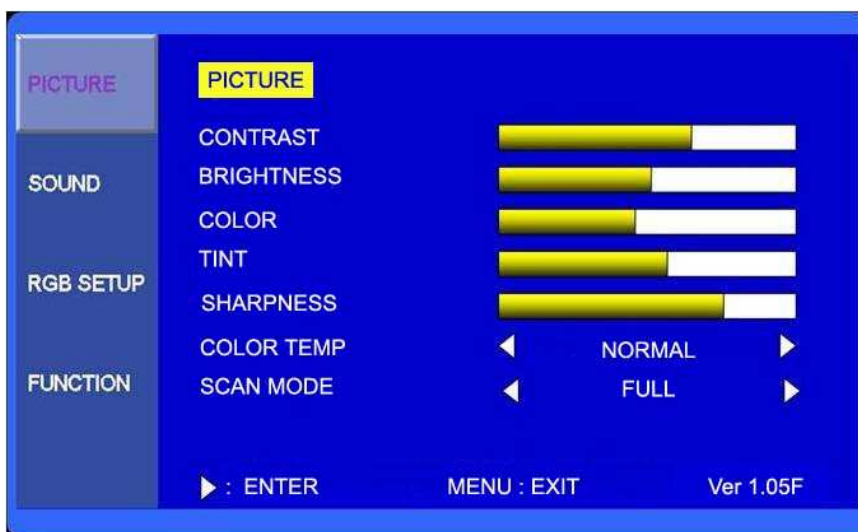 PICTURE
SOUND
RGB SETUP
FUNCTION
PICTURE
CONTRAST
BRIGHTNESS
COLOR
TINT
SHARPNESS
COLOR TEMP NORMAL
SCAN MODE FULL
: ENTER MENU : EXIT Ver 1.05F